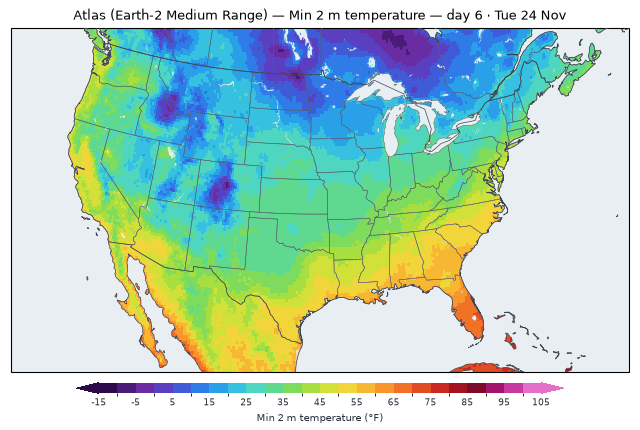 Atlas (Earth-2 Medium Range) — Min 2 m temperature — day 6 · Tue 24 Nov
-15 -5 5 15 25 35 45 55 65 75 85 95 105
Min 2 m temperature (°F)